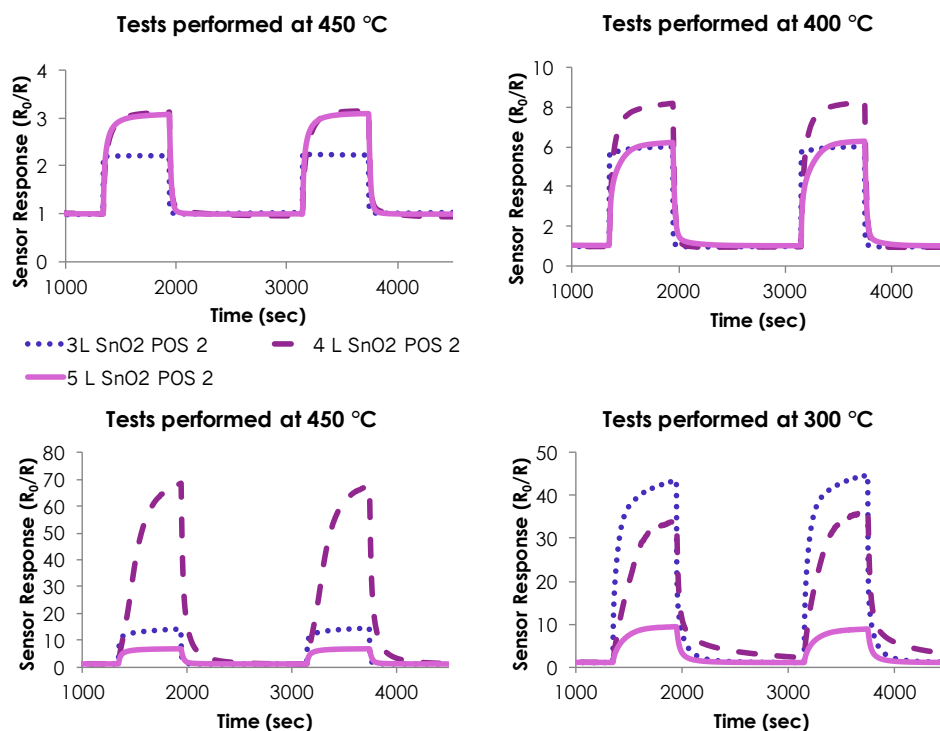 Tests performed at 450 °C
Sensor Response (R₀/R)
4
3
2
1
0
1000 2000 3000 4000
Time (sec)
Tests performed at 400 °C
Sensor Response (R₀/R)
10
8
6
4
2
0
1000 2000 3000 4000
Time (sec)
3L SnO2 POS 2 4 L SnO2 POS 2
5 L SnO2 POS 2
Tests performed at 450 °C
Sensor Response (R₀/R)
80
70
60
50
40
30
20
10
0
1000 2000 3000 4000
Time (sec)
Tests performed at 300 °C
Sensor Response (R₀/R)
50
40
30
20
10
0
1000 2000 3000 4000
Time (sec)